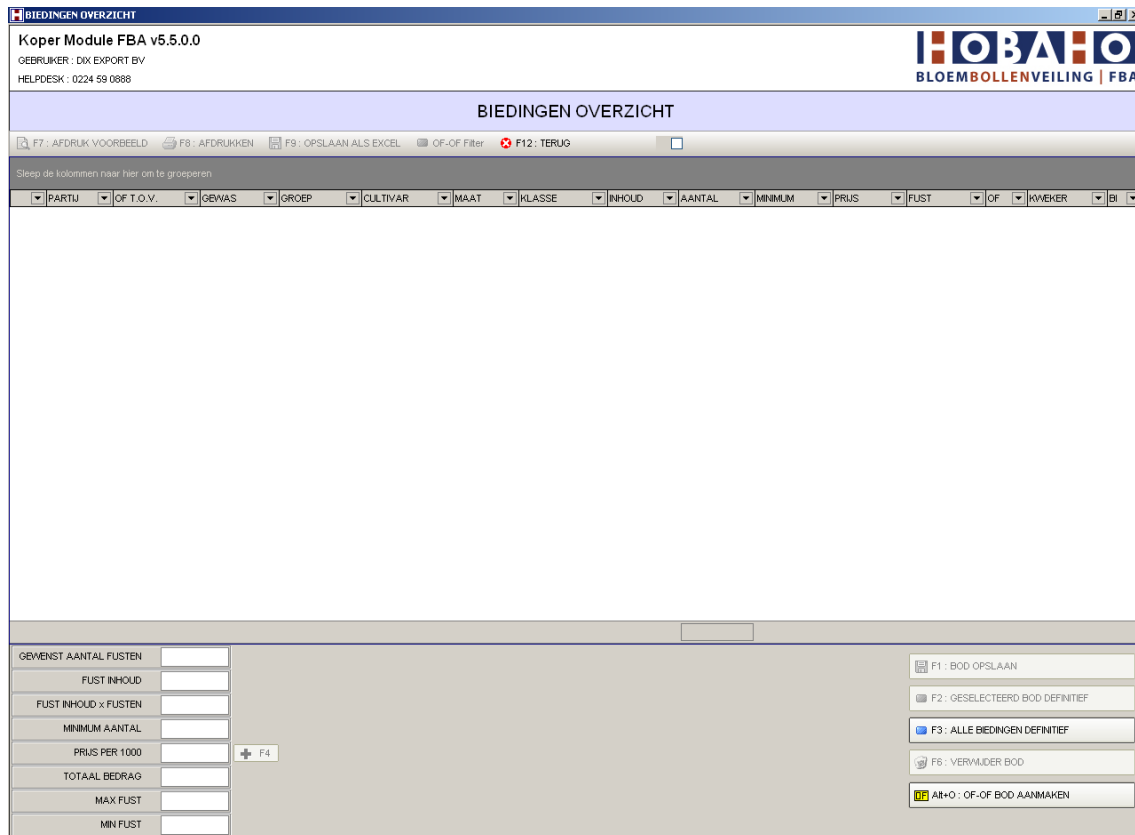 BIEDINGEN OVERZICHT
Koper Module FBA v5.5.0.0
GEBRUIKER : DIX EXPORT BV
HELPDESK : 0224 59 0888
HOBAHO
BLOEMBOLLENVEILING | FBA
BIEDINGEN OVERZICHT
F7 : AFDRUK VOORBEELD F8 : AFDRUKKEN F9 : OPSLAAN ALS EXCEL OF-OF Filter F12 : TERUG
Sleep de kolommen naar hier om te groeperen
PARTIJ OF T.O.V. GEWAS GROEP CULTIVAR MAAT KLASSE INHOUD AANTAL MINIMUM PRIJS FUST OF KWEKER BI
GEWENST AANTAL FUSTEN
FUST INHOUD
FUST INHOUD x FUSTEN
MINIMUM AANTAL
PRIJS PER 1000 F4
TOTAAL BEDRAG
MAX FUST
MIN FUST
F1 : BOD OPSLAAN
F2 : GESELECTEERD BOD DEFINITIEF
F3 : ALLE BIEDINGEN DEFINITIEF
F6 : VERWIJDER BOD
OF Alt+O : OF-OF BOD AANMAKEN